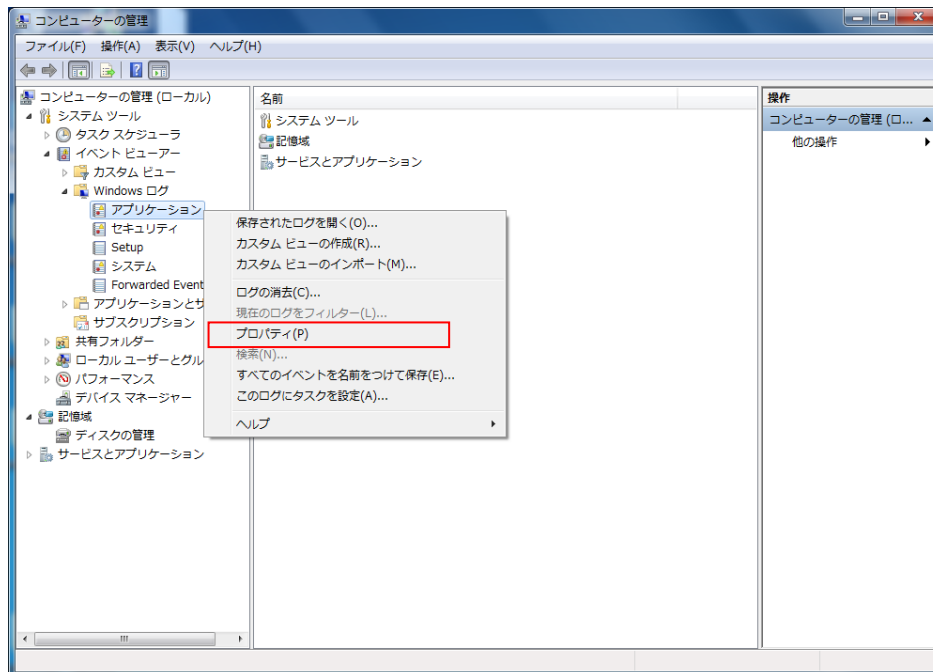 コンピューターの管理
ファイル(F) 操作(A) 表示(V) ヘルプ(H)
コンピューターの管理 (ローカル)
システム ツール
タスク スケジューラ
イベント ビューアー
カスタム ビュー
Windows ログ
アプリケーション
セキュリティ
Setup
システム
Forwarded Event
アプリケーションとサ
サブスクリプション
共有フォルダー
ローカル ユーザーとグル
パフォーマンス
デバイス マネージャー
記憶域
ディスクの管理
サービスとアプリケーション
名前
システム ツール
記憶域
サービスとアプリケーション
保存されたログを開く(O)...
カスタム ビューの作成(R)...
カスタム ビューのインポート(M)...
ログの消去(C)...
現在のログをフィルター(L)...
プロパティ(P)
検索(N)...
すべてのイベントを名前をつけて保存(E)...
このログにタスクを設定(A)...
ヘルプ
操作
コンピューターの管理 (ロ...
他の操作